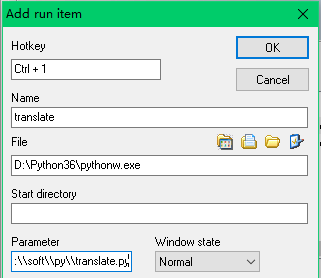 Add run item
Hotkey
OK
Ctrl + 1
Cancel
Name
translate
File
D:\Python36\pythonw.exe
Start directory
Parameter
Window state
:\\soft\\py\\translate.py'
Normal